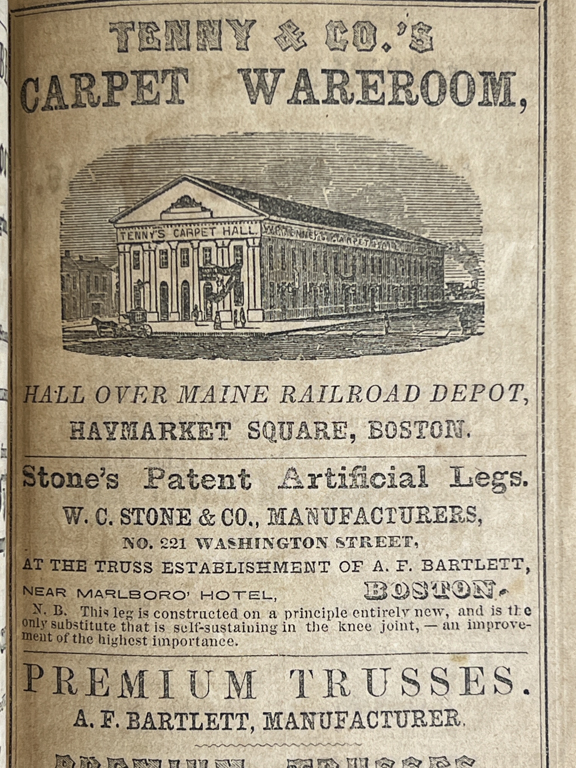 TENNY & CO.'S
CARPET WAREROOM,
TENNY'S CARPET HALL
HALL OVER MAINE RAILROAD DEPOT,
HAYMARKET SQUARE, BOSTON.
Stone's Patent Artificial Legs.
W. C. STONE & CO., MANUFACTURERS,
NO. 221 WASHINGTON STREET,
AT THE TRUSS ESTABLISHMENT OF A. F. BARTLETT,
NEAR MARLBORO' HOTEL, BOSTON.
N. B. This leg is constructed on a principle entirely new, and is the
only substitute that is self-sustaining in the knee joint, — an improve-
ment of the highest importance.
PREMIUM TRUSSES.
A. F. BARTLETT, MANUFACTURER,
PREMIUM TRUSSES